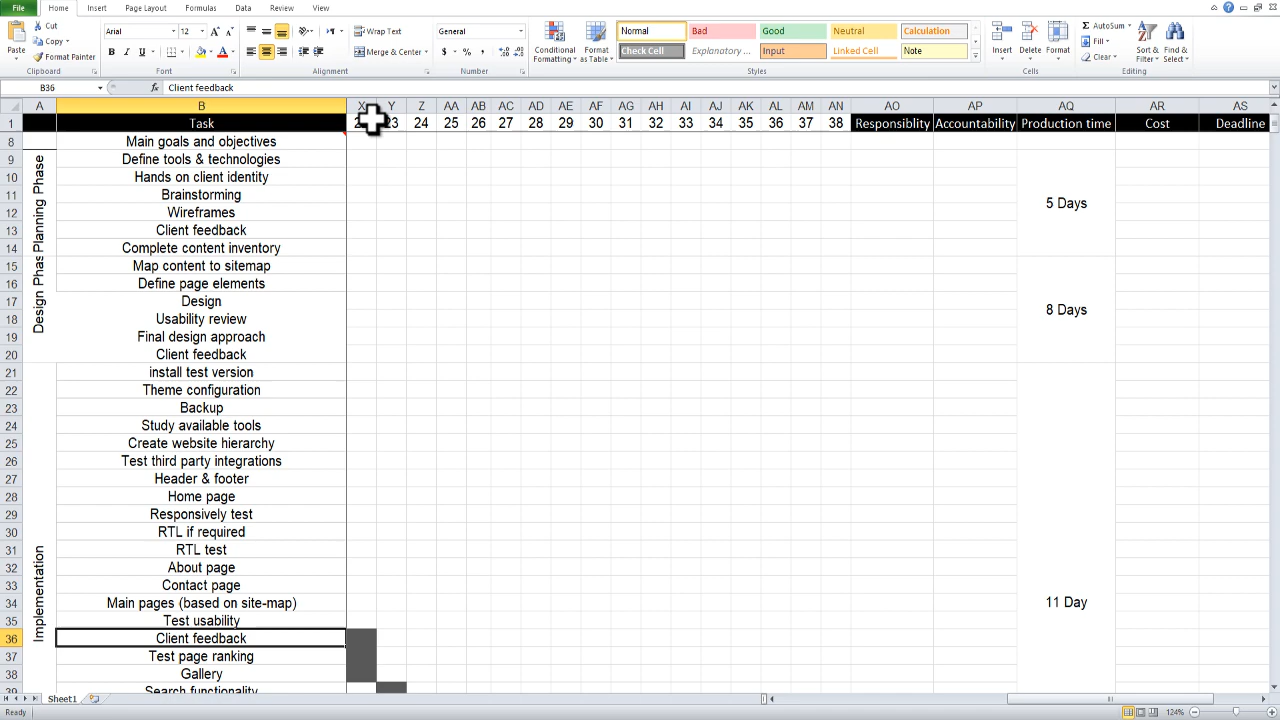 File Home Insert Page Layout Formulas Data Review View
Cut Arial 12 Wrap Text General Normal Bad Good Neutral Calculation AutoSum
Paste Copy Format Painter B I U Merge & Center $ % , Conditional Formatting Format as Table Check Cell Explanatory ... Input Linked Cell Note Insert Delete Format Fill Clear Sort & Filter Find & Select
Clipboard Font Alignment Number Styles Cells Editing
B36 fx Client feedback
A B X Y Z AA AB AC AD AE AF AG AH AI AJ AK AL AM AN AO AP AQ AR AS
1 Task 23 24 25 26 27 28 29 30 31 32 33 34 35 36 37 38 Responsiblity Accountability Production time Cost Deadline
8 Main goals and objectives
9 Define tools & technologies
10 Hands on client identity
11 Brainstorming
Planning Phase
5 Days
12 Wireframes
13 Client feedback
14 Complete content inventory
15 Map content to sitemap
16 Define page elements
Design Phas
17 Design
8 Days
18 Usability review
19 Final design approach
20 Client feedback
21 install test version
22 Theme configuration
23 Backup
24 Study available tools
25 Create website hierarchy
26 Test third party integrations
27 Header & footer
28 Home page
29 Responsively test
30 RTL if required
31 RTL test
32 About page
33 Contact page
Implementation
34 Main pages (based on site-map) 11 Day
35 Test usability
36 Client feedback
37 Test page ranking
38 Gallery
39 Search functionality
Sheet1
Ready 124%